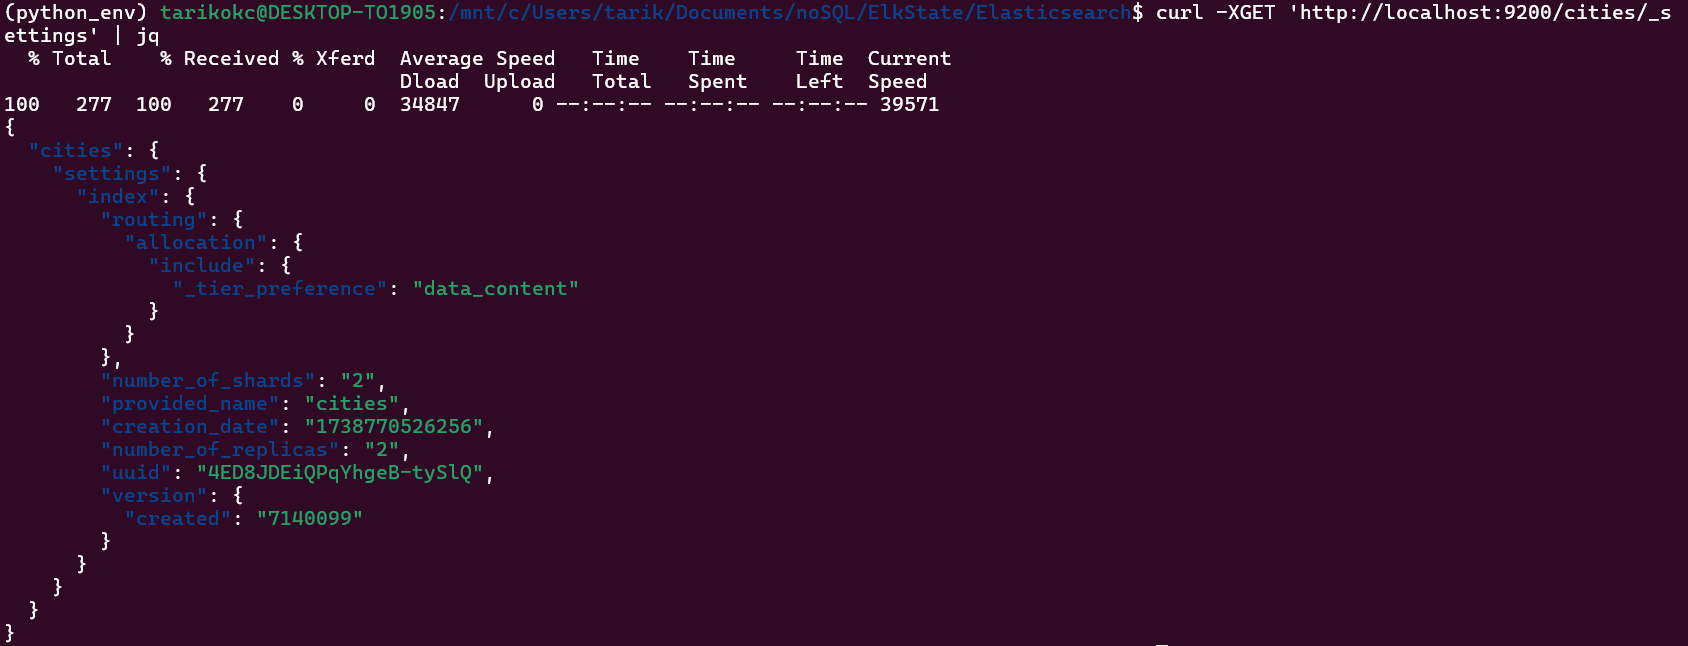 (python_env) tarikokc@DESKTOP-TO1905:/mnt/c/Users/tarik/Documents/noSQL/ElkState/Elasticsearch$ curl -XGET 'http://localhost:9200/cities/_s
ettings' | jq
  % Total    % Received % Xferd  Average Speed   Time    Time     Time  Current
                                 Dload  Upload   Total   Spent    Left  Speed
100   277  100   277    0     0  34847      0 --:--:-- --:--:-- --:--:-- 39571
{
  "cities": {
    "settings": {
      "index": {
        "routing": {
          "allocation": {
            "include": {
              "_tier_preference": "data_content"
            }
          }
        },
        "number_of_shards": "2",
        "provided_name": "cities",
        "creation_date": "1738770526256",
        "number_of_replicas": "2",
        "uuid": "4ED8JDEiQPqYhgeB-tySlQ",
        "version": {
          "created": "7140099"
        }
      }
    }
  }
}